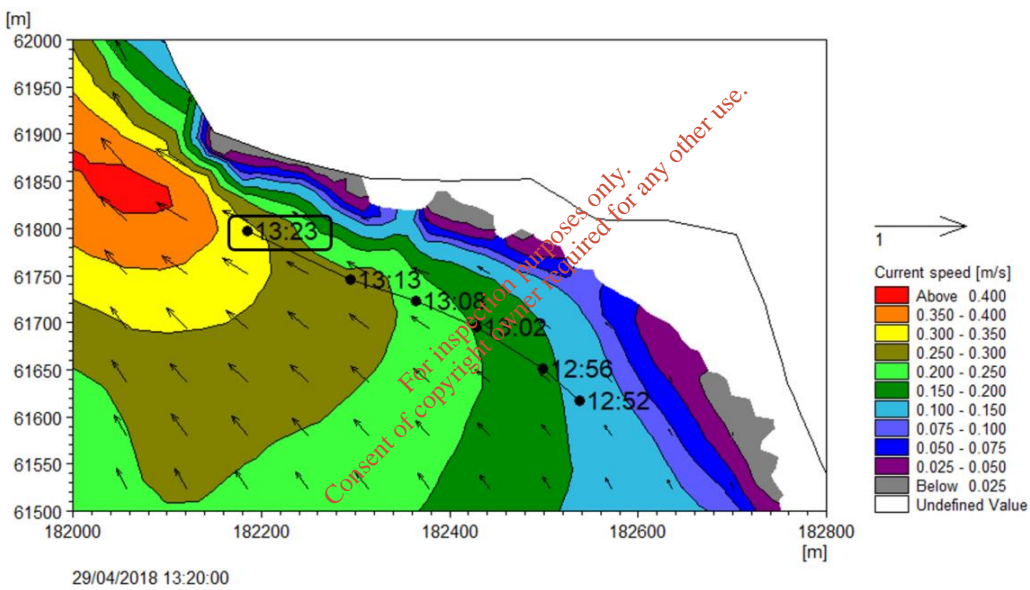 [m]
62000
61950
61900
61850
61800
61750
61700
61650
61600
61550
61500
182000
182200
182400
182600
182800
[m]
13:23
13:13
13:08
13:02
12:56
12:52
For inspection purposes only.
Consent of copyright owner required for any other use.
1
Current speed [m/s]
Above 0.400
0.350 - 0.400
0.300 - 0.350
0.250 - 0.300
0.200 - 0.250
0.150 - 0.200
0.100 - 0.150
0.075 - 0.100
0.050 - 0.075
0.025 - 0.050
Below 0.025
Undefined Value
29/04/2018 13:20:00